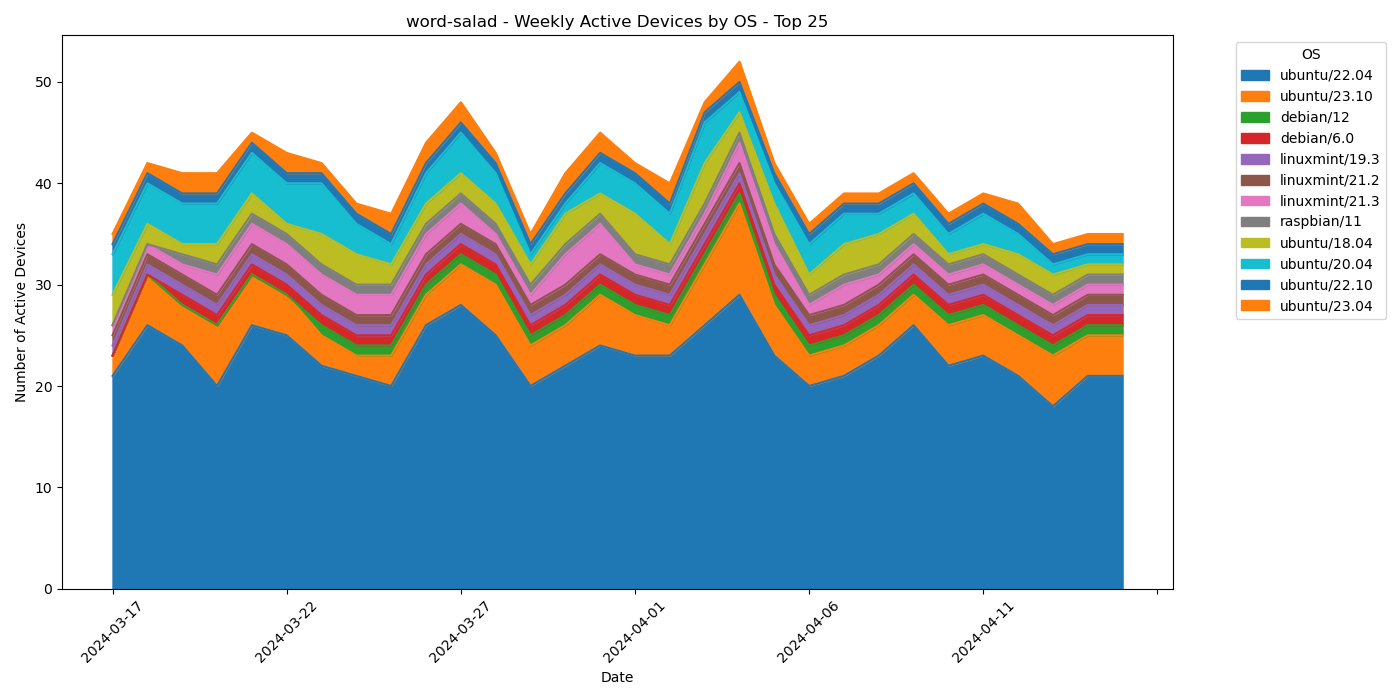 word-salad - Weekly Active Devices by OS - Top 25
Number of Active Devices
50
40
30
20
10
0
2024-03-17
2024-03-22
2024-03-27
2024-04-01
2024-04-06
2024-04-11
Date
OS
ubuntu/22.04
ubuntu/23.10
debian/12
debian/6.0
linuxmint/19.3
linuxmint/21.2
linuxmint/21.3
raspbian/11
ubuntu/18.04
ubuntu/20.04
ubuntu/22.10
ubuntu/23.04